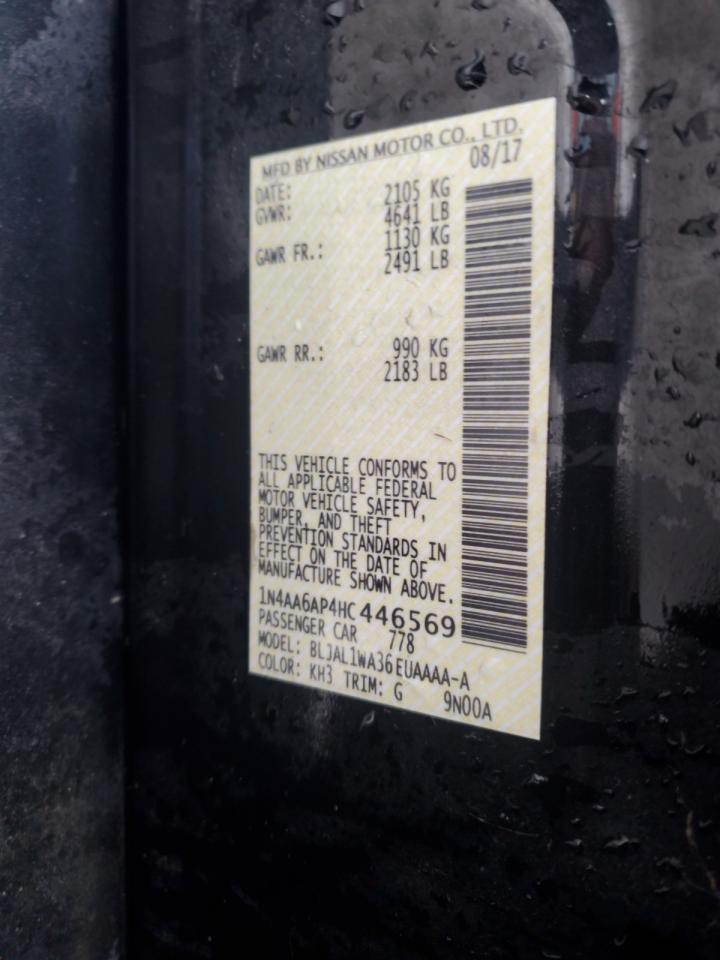 MFD BY NISSAN MOTOR CO., LTD.
DATE: 08/17
GVWR: 2105 KG
4641 LB
GAWR FR.: 1130 KG
2491 LB
GAWR RR.: 990 KG
2183 LB
THIS VEHICLE CONFORMS TO
ALL APPLICABLE FEDERAL
MOTOR VEHICLE SAFETY,
BUMPER, AND THEFT
PREVENTION STANDARDS IN
EFFECT ON THE DATE OF
MANUFACTURE SHOWN ABOVE.
1N4AA6AP4HC446569
PASSENGER CAR 778
MODEL: BLJAL1WA36EUAAAA-A
COLOR: KH3 TRIM: G 9N00A